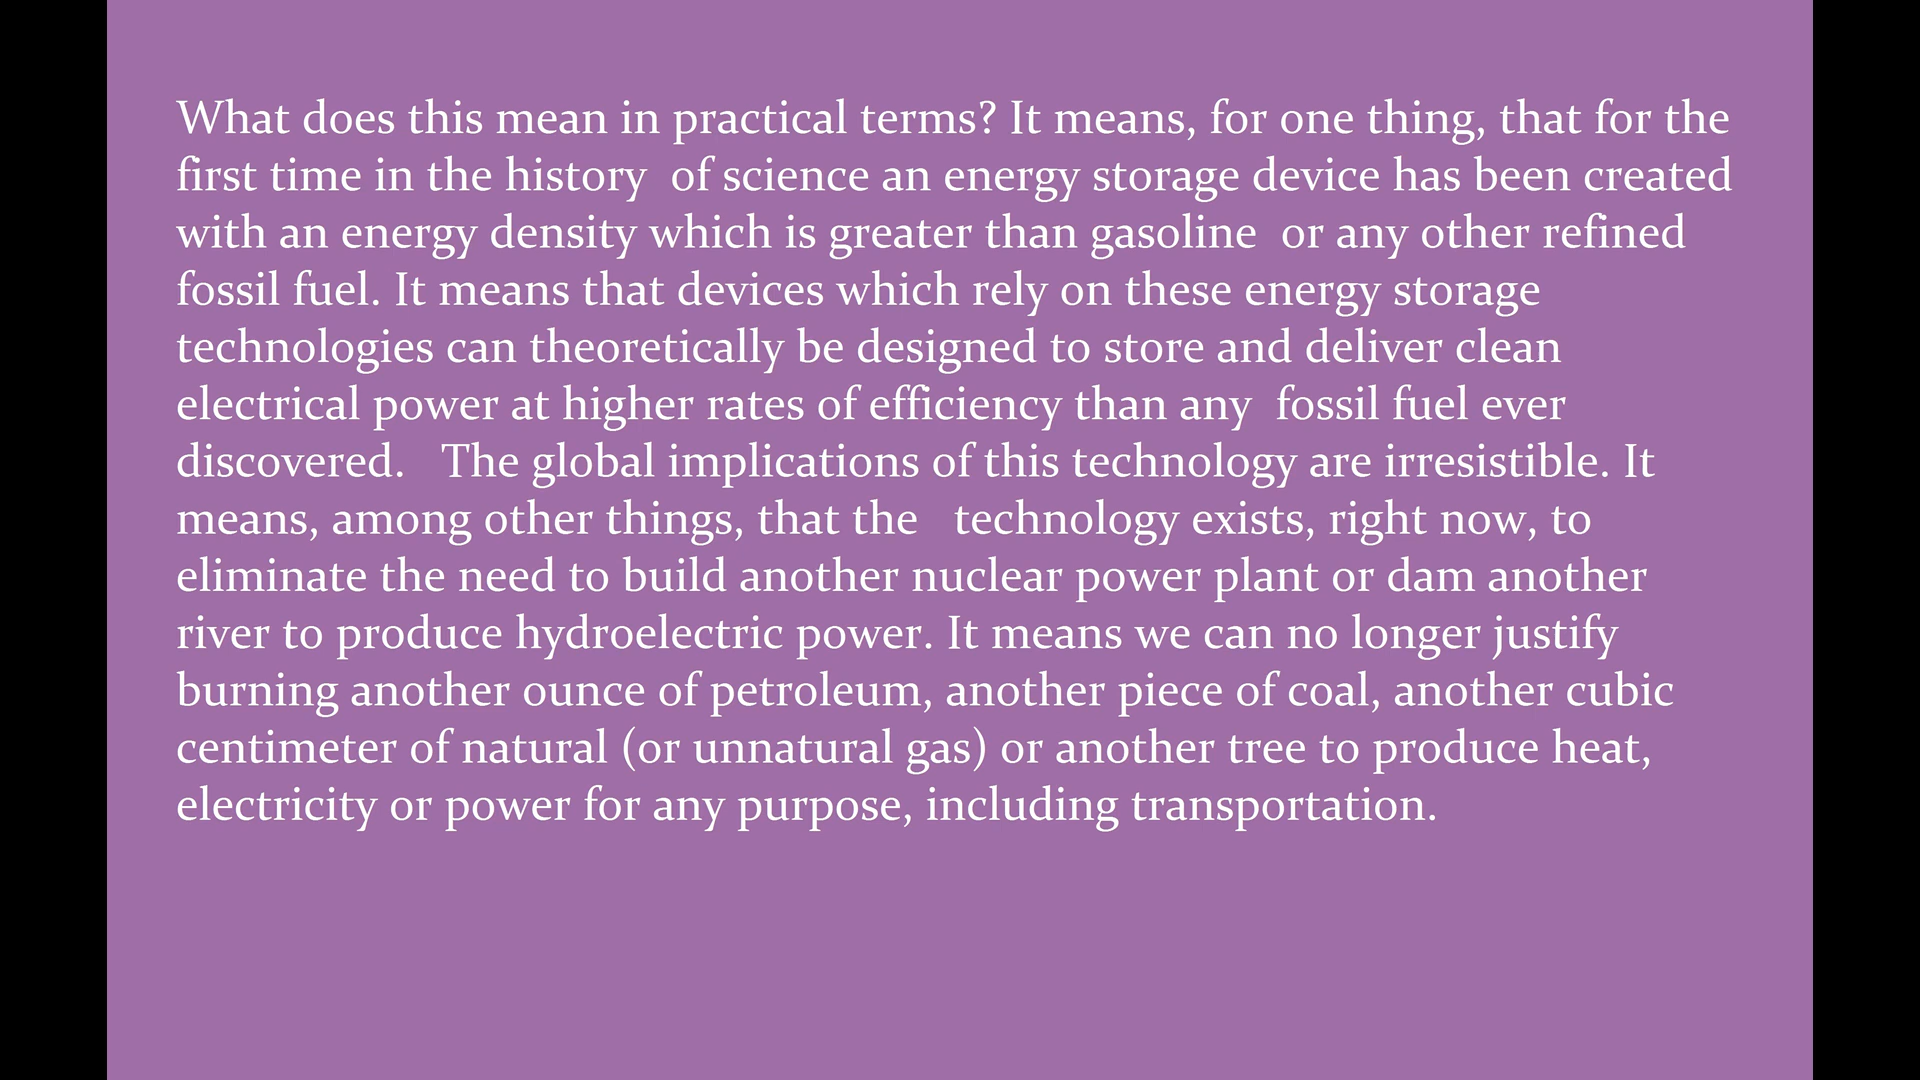 What does this mean in practical terms? It means, for one thing, that for the
first time in the history  of science an energy storage device has been created
with an energy density which is greater than gasoline  or any other refined
fossil fuel. It means that devices which rely on these energy storage
technologies can theoretically be designed to store and deliver clean
electrical power at higher rates of efficiency than any  fossil fuel ever
discovered.   The global implications of this technology are irresistible. It
means, among other things, that the   technology exists, right now, to
eliminate the need to build another nuclear power plant or dam another
river to produce hydroelectric power. It means we can no longer justify
burning another ounce of petroleum, another piece of coal, another cubic
centimeter of natural (or unnatural gas) or another tree to produce heat,
electricity or power for any purpose, including transportation.